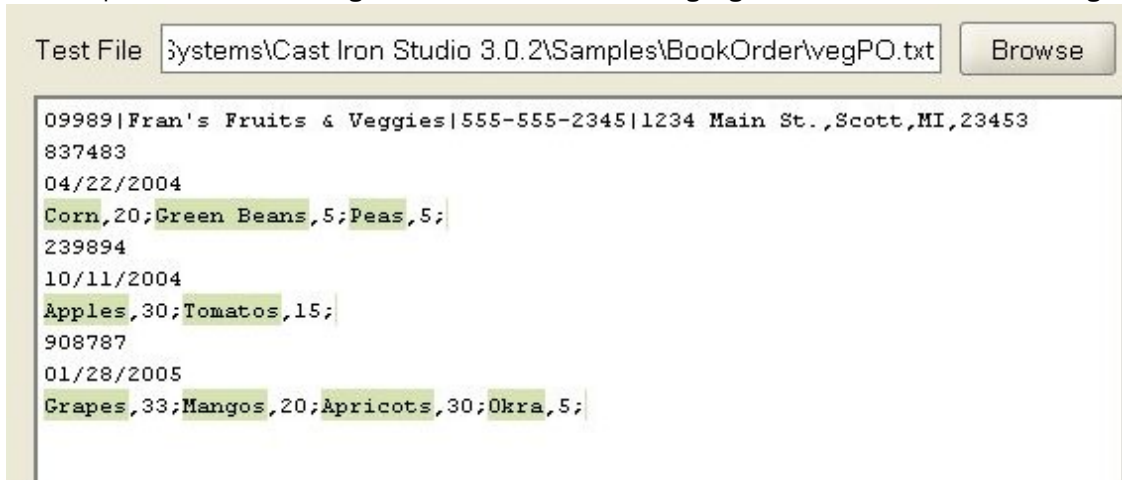 Test File ystems\Cast Iron Studio 3.0.2\Samples\BookOrder\vegPO.txt Browse
09989|Fran's Fruits & Veggies|555-555-2345|1234 Main St.,Scott,MI,23453
837483
04/22/2004
Corn,20;Green Beans,5;Peas,5;
239894
10/11/2004
Apples,30;Tomatos,15;
908787
01/28/2005
Grapes,33;Mangos,20;Apricots,30;Okra,5;